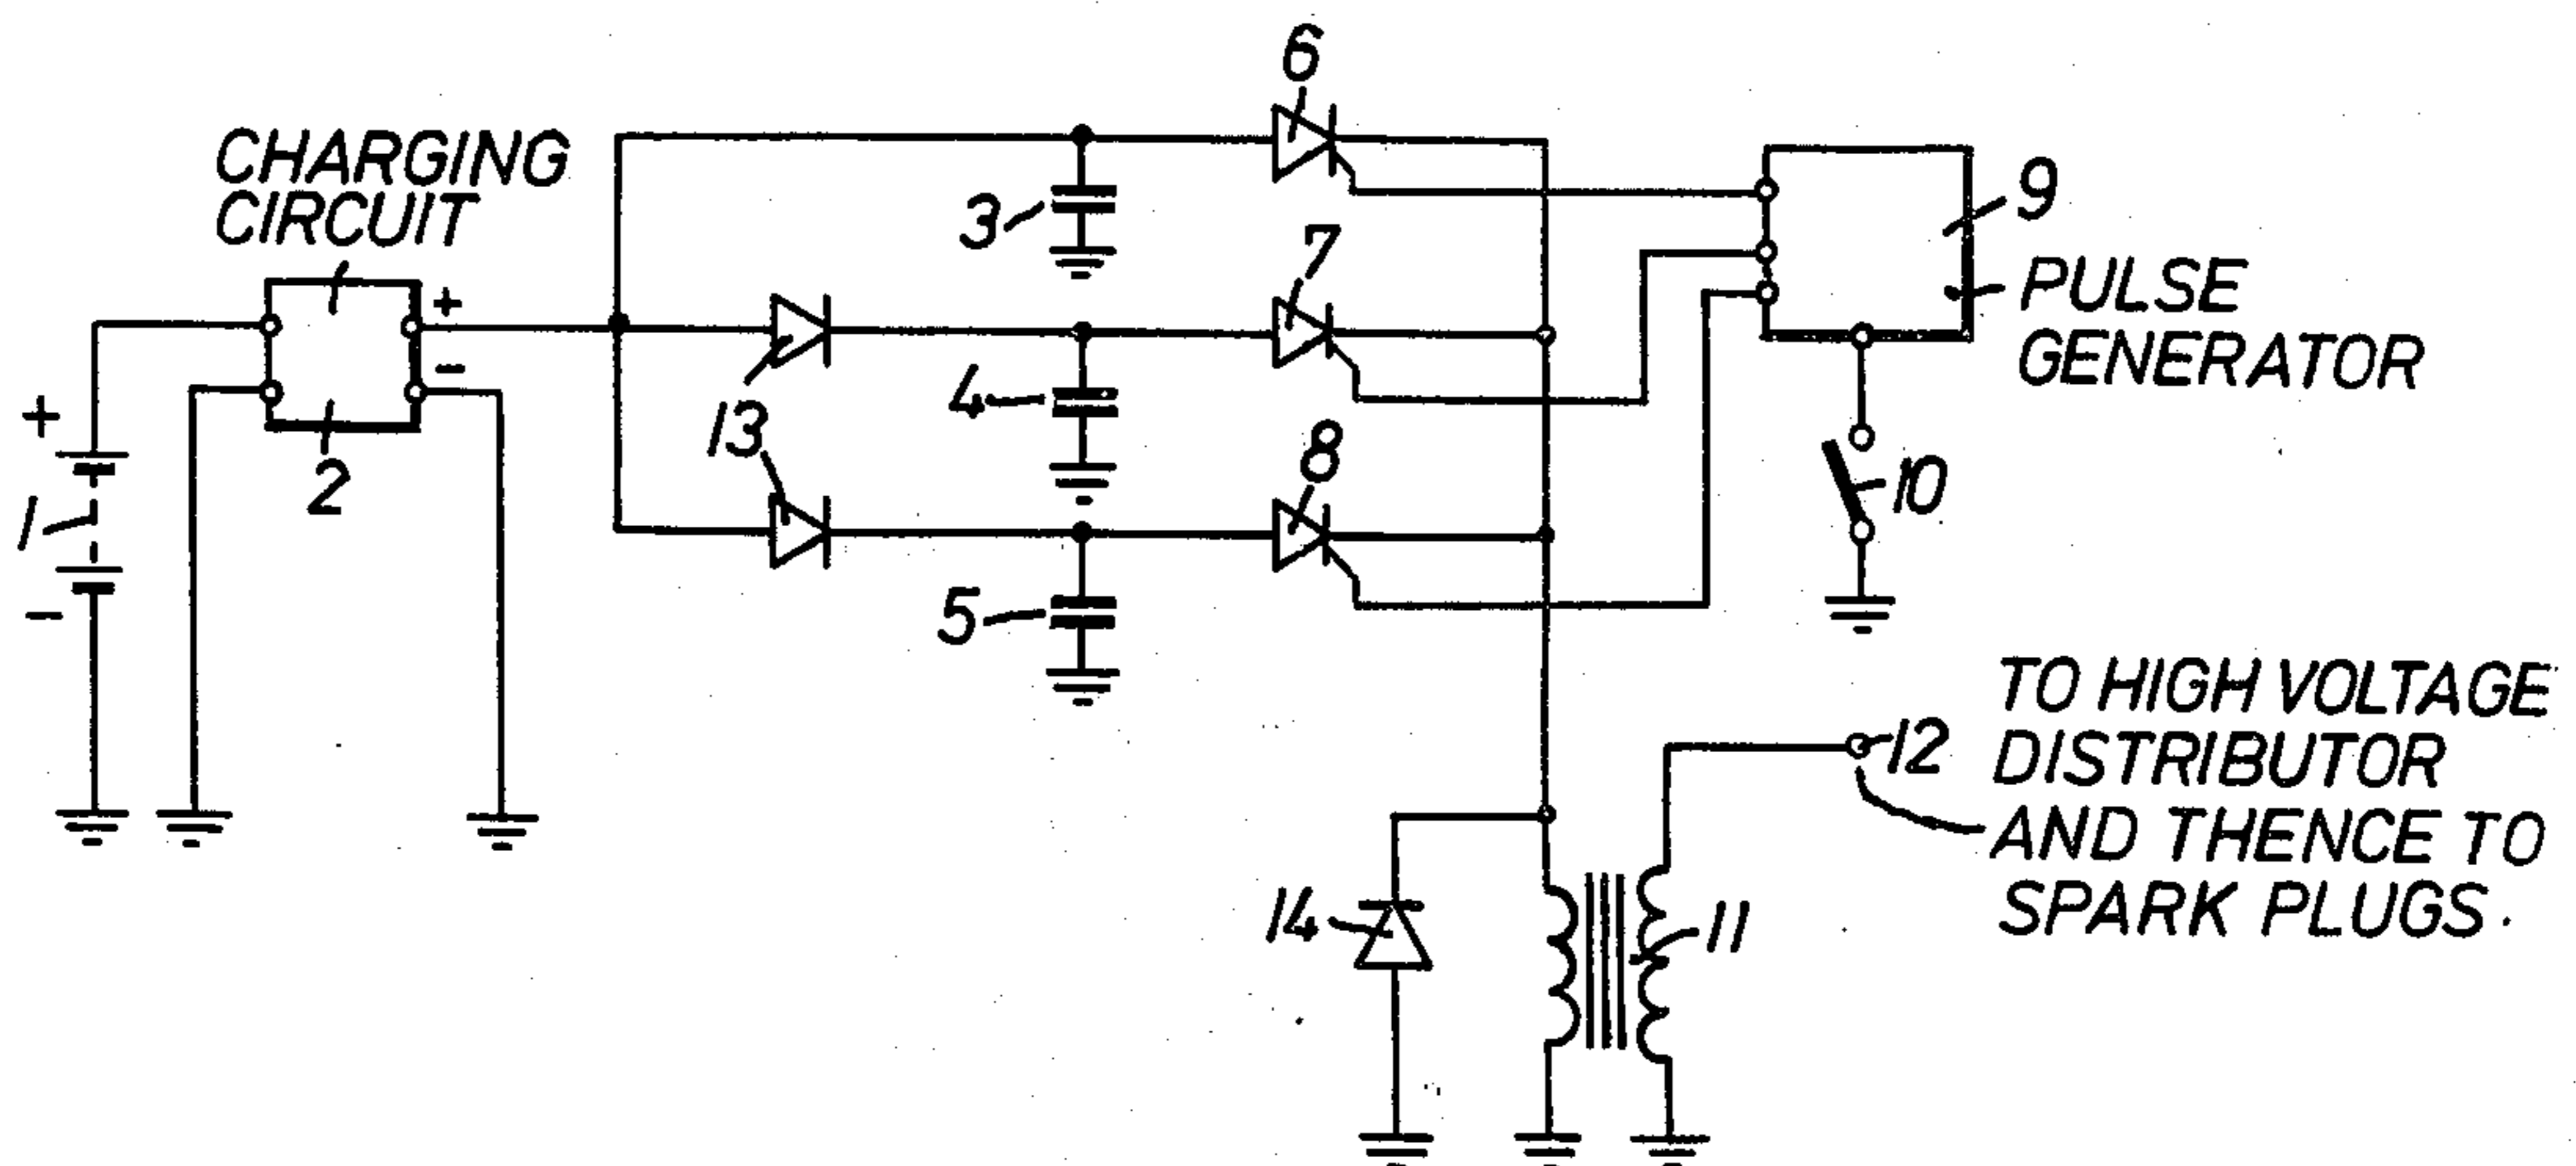 6
CHARGING
CIRCUIT
3
9
7
PULSE
GENERATOR
+
-
4
+
13
8
10
2
1
5
-
TO HIGH VOLTAGE
12
DISTRIBUTOR
AND THENCE TO
SPARK PLUGS.
14
11